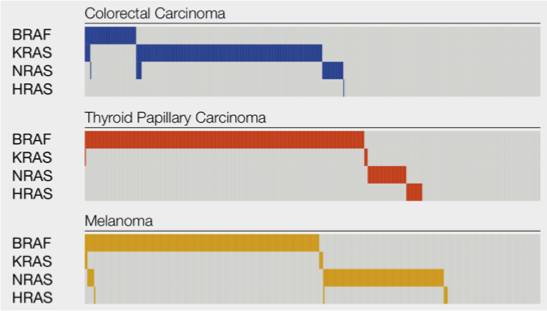 Colorectal Carcinoma
BRAF
KRAS
NRAS
HRAS
Thyroid Papillary Carcinoma
BRAF
KRAS
NRAS
HRAS
Melanoma
BRAF
KRAS
NRAS
HRAS